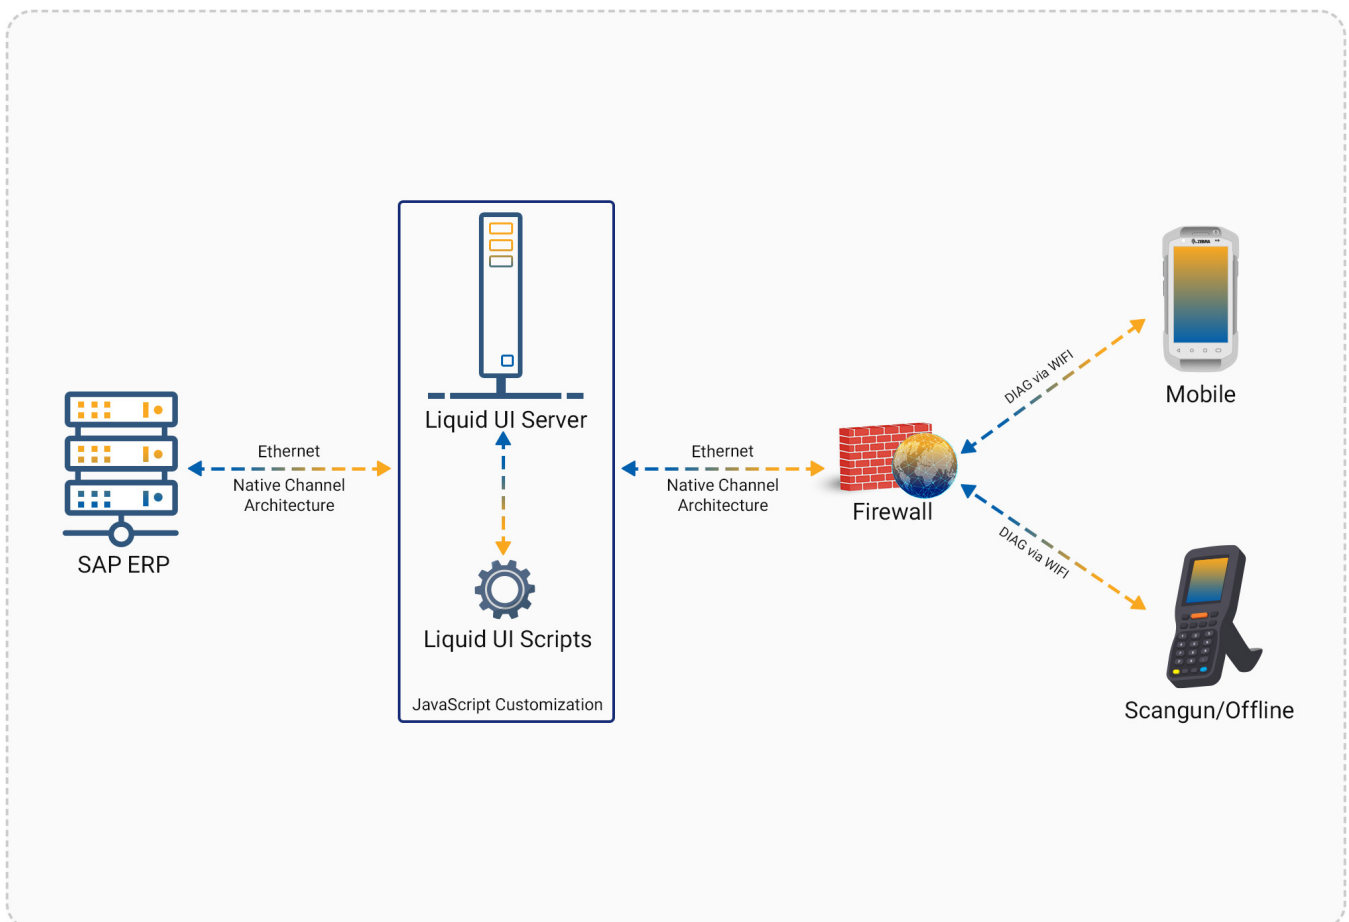 SAP ERP
Ethernet
Native Channel
Architecture
Liquid UI Server
Liquid UI Scripts
JavaScript Customization
Ethernet
Native Channel
Architecture
Firewall
DIAG via WIFI
DIAG via WIFI
ZEBRA
Mobile
Scangun/Offline